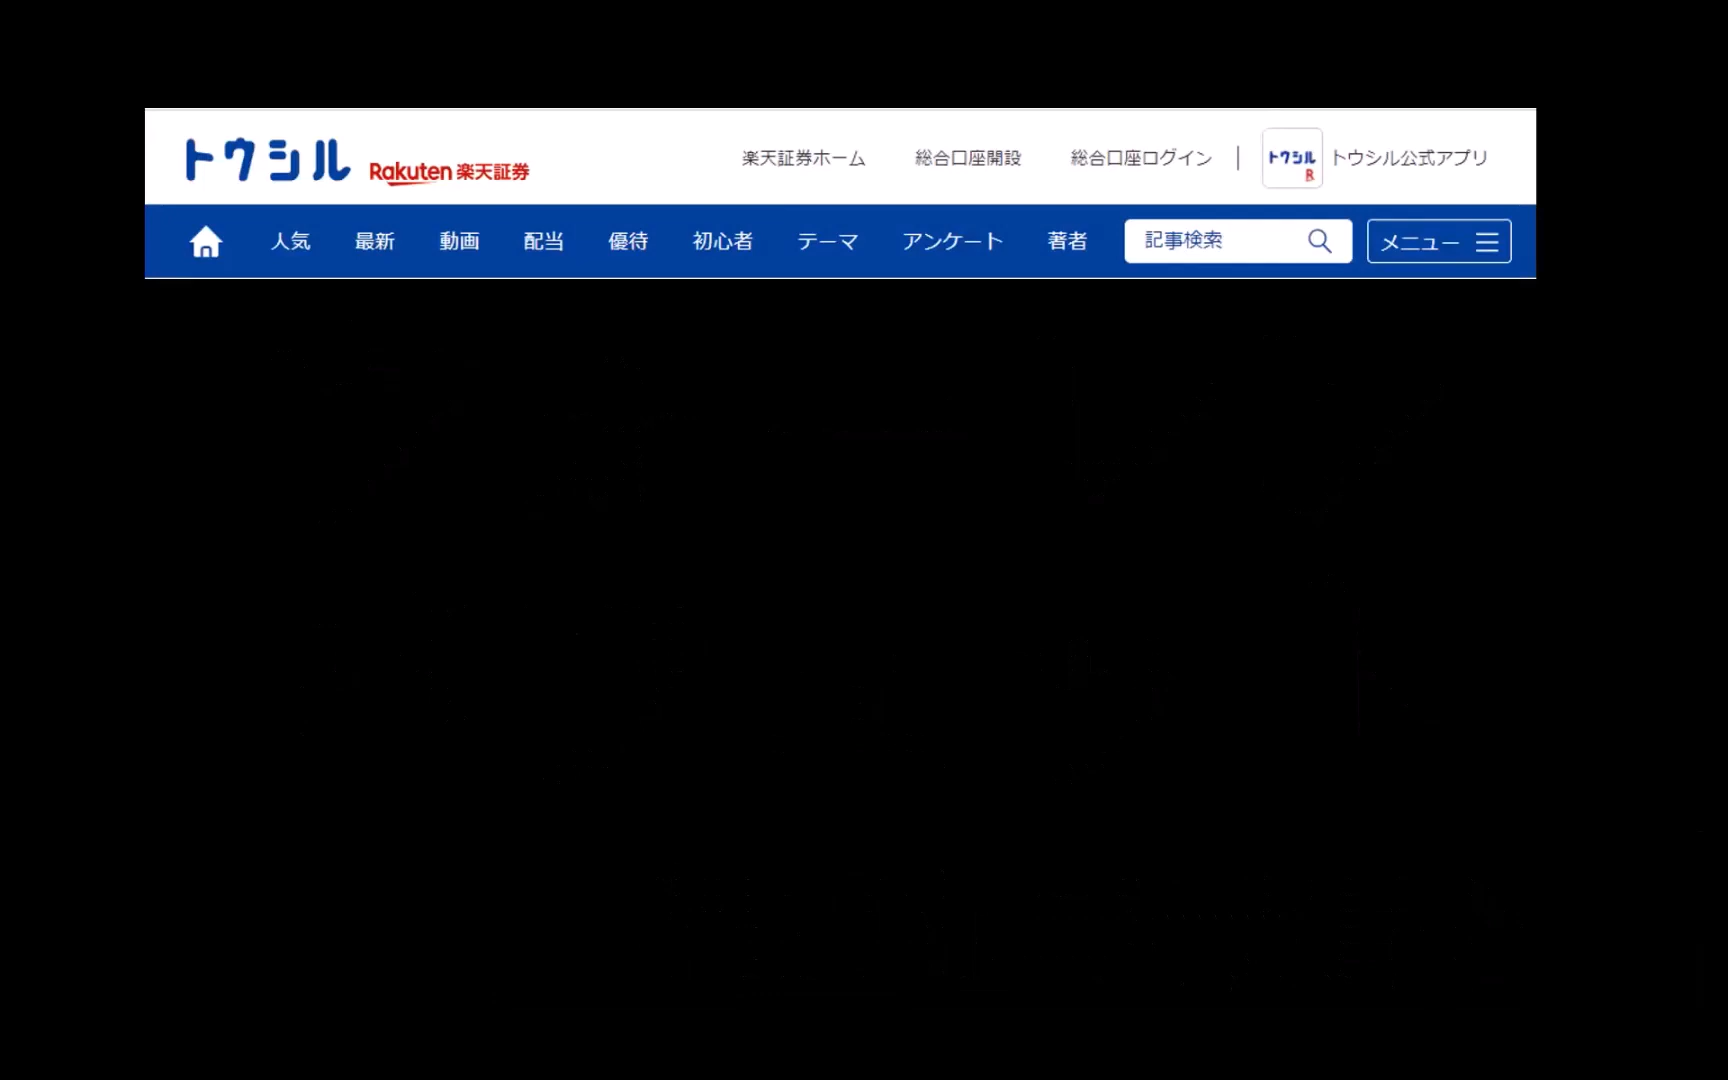 トウシル Rakuten 楽天証券 楽天証券ホーム 総合口座開設 総合口座ログイン | トウシル R トウシル公式アプリ
人気 最新 動画 配当 優待 初心者 テーマ アンケート 著者 記事検索 メニュー